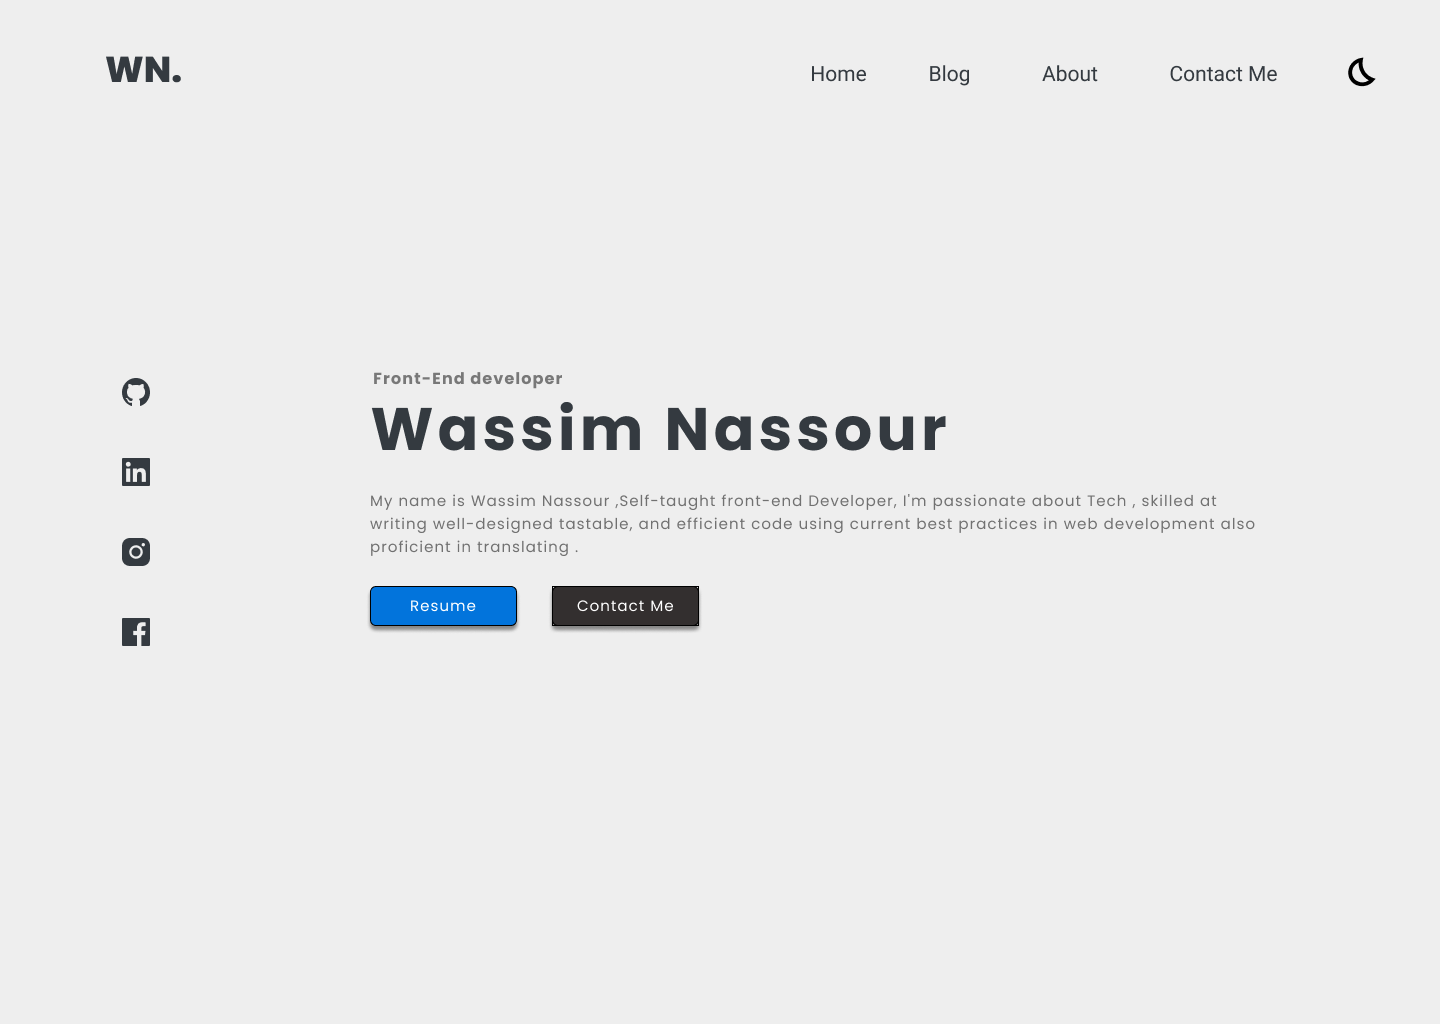 WN.
Home Blog About Contact Me
Front-End developer
Wassim Nassour
My name is Wassim Nassour ,Self-taught front-end Developer, I'm passionate about Tech , skilled at
writing well-designed tastable, and efficient code using current best practices in web development also
proficient in translating .
Resume Contact Me